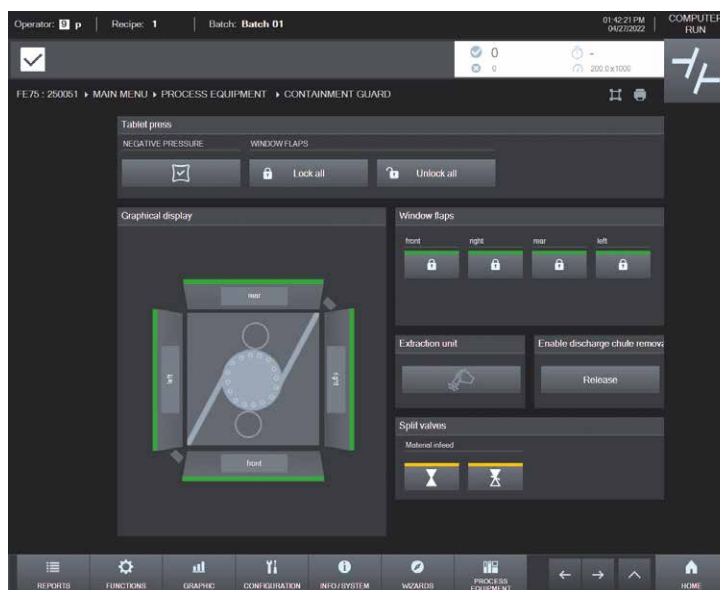 Operator: 9 p
Recipe: 1
Batch: Batch 01
01:42:21 PM
04/27/2022
COMPUTER
RUN
0
0
-
200.0 x1000
FE75 : 250051 ▸ MAIN MENU ▸ PROCESS EQUIPMENT ▸ CONTAINMENT GUARD
Tablet press
NEGATIVE PRESSURE
WINDOW FLAPS
Lock all
Unlock all
Graphical display
rear
left
right
front
Window flaps
front
right
rear
left
Extraction unit
Enable discharge chute remova
Release
Split valves
Material infeed
REPORTS
FUNCTIONS
GRAPHIC
CONFIGURATION
INFO / SYSTEM
WIZARDS
PROCESS
EQUIPMENT
HOME